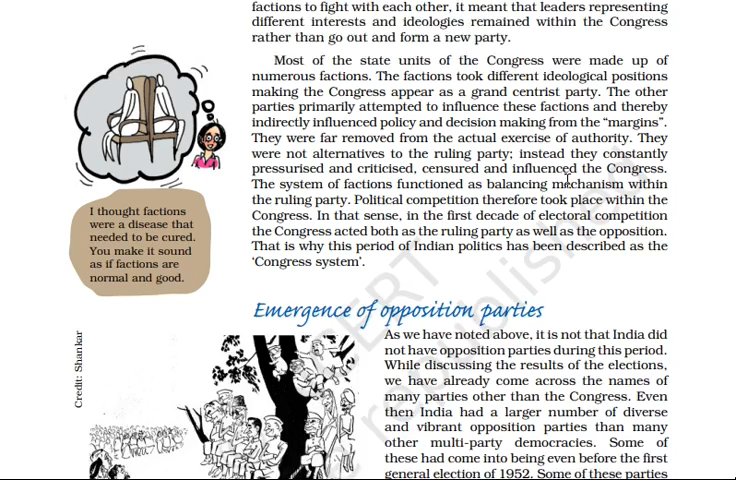 factions to fight with each other, it meant that leaders representing
different interests and ideologies remained within the Congress
rather than go out and form a new party.
Most of the state units of the Congress were made up of
numerous factions. The factions took different ideological positions
making the Congress appear as a grand centrist party. The other
parties primarily attempted to influence these factions and thereby
indirectly influenced policy and decision making from the “margins”.
They were far removed from the actual exercise of authority. They
were not alternatives to the ruling party; instead they constantly
pressurised and criticised, censured and influenced the Congress.
The system of factions functioned as balancing mechanism within
the ruling party. Political competition therefore took place within the
Congress. In that sense, in the first decade of electoral competition
the Congress acted both as the ruling party as well as the opposition.
That is why this period of Indian politics has been described as the
‘Congress system’.
I thought factions
were a disease that
needed to be cured.
You make it sound
as if factions are
normal and good.
Emergence of opposition parties
Credit: Shankar
As we have noted above, it is not that India did
not have opposition parties during this period.
While discussing the results of the elections,
we have already come across the names of
many parties other than the Congress. Even
then India had a larger number of diverse
and vibrant opposition parties than many
other multi-party democracies. Some of
these had come into being even before the first
general election of 1952. Some of these parties
republished